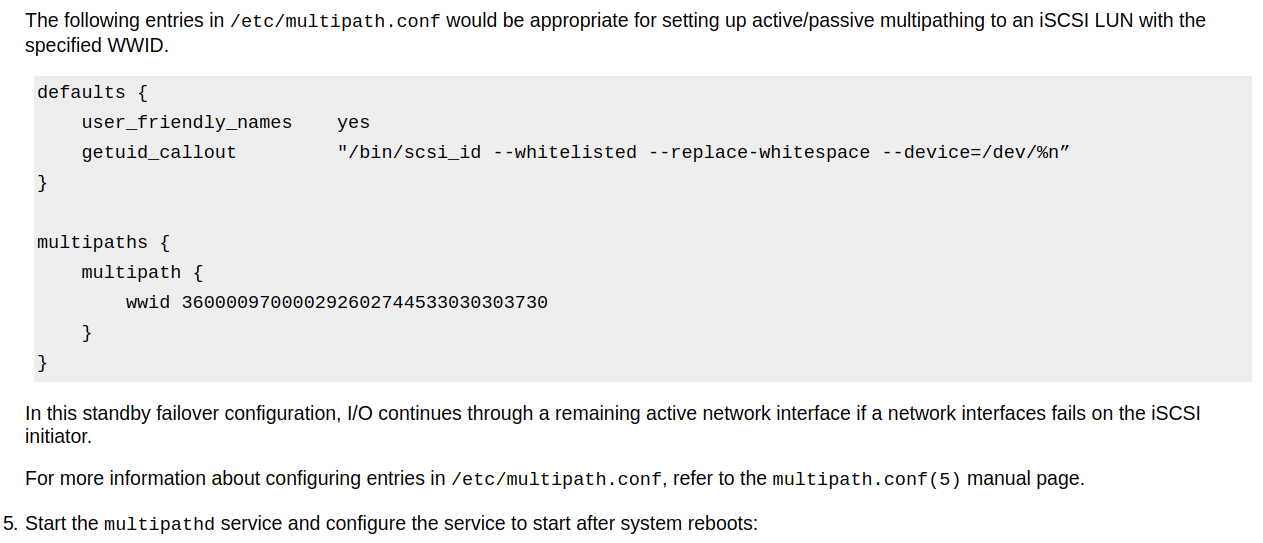 The following entries in /etc/multipath.conf would be appropriate for setting up active/passive multipathing to an iSCSI LUN with the
specified WWID.
defaults {
    user_friendly_names    yes
    getuid_callout         "/bin/scsi_id --whitelisted --replace-whitespace --device=/dev/%n”
}

multipaths {
    multipath {
        wwid 360000970000292602744533030303730
    }
}
In this standby failover configuration, I/O continues through a remaining active network interface if a network interfaces fails on the iSCSI
initiator.
For more information about configuring entries in /etc/multipath.conf, refer to the multipath.conf(5) manual page.
5. Start the multipathd service and configure the service to start after system reboots: